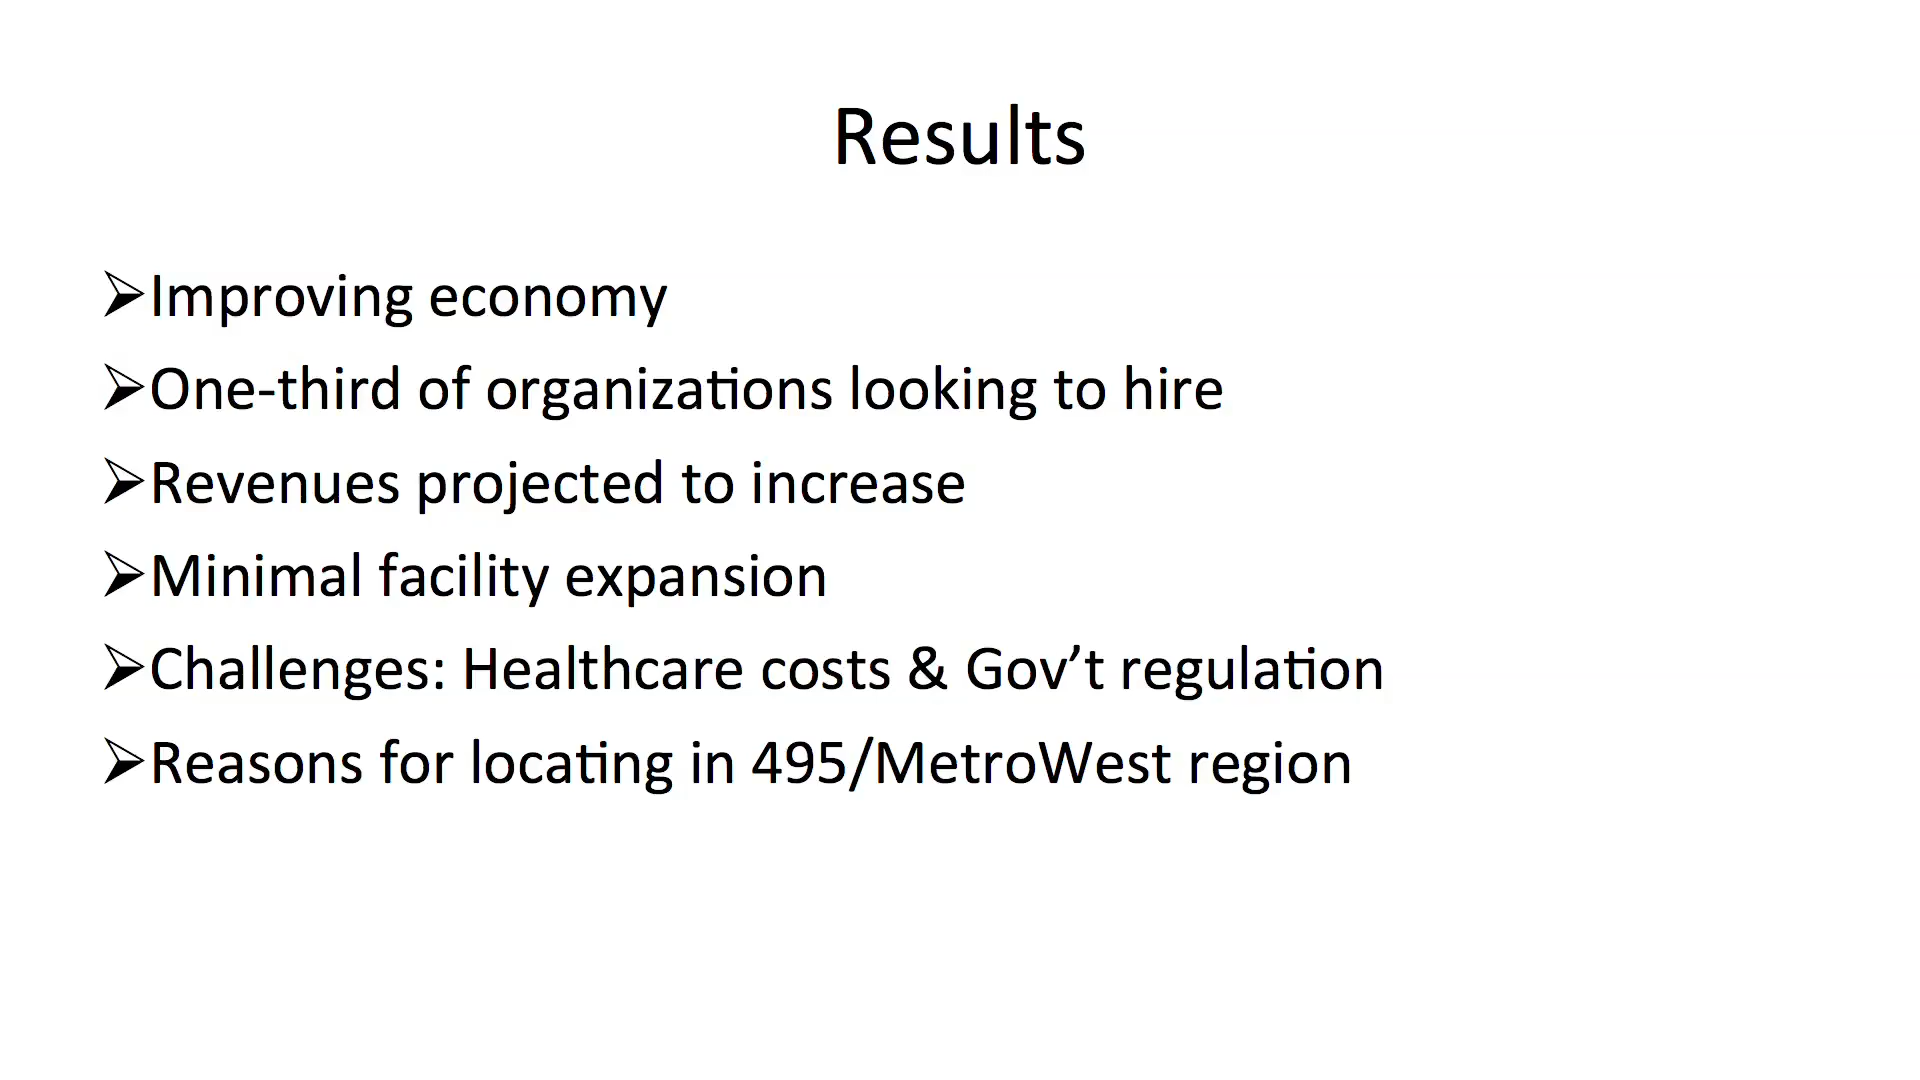 Results
➢Improving economy
➢One-third of organizations looking to hire
➢Revenues projected to increase
➢Minimal facility expansion
➢Challenges: Healthcare costs & Gov’t regulation
➢Reasons for locating in 495/MetroWest region